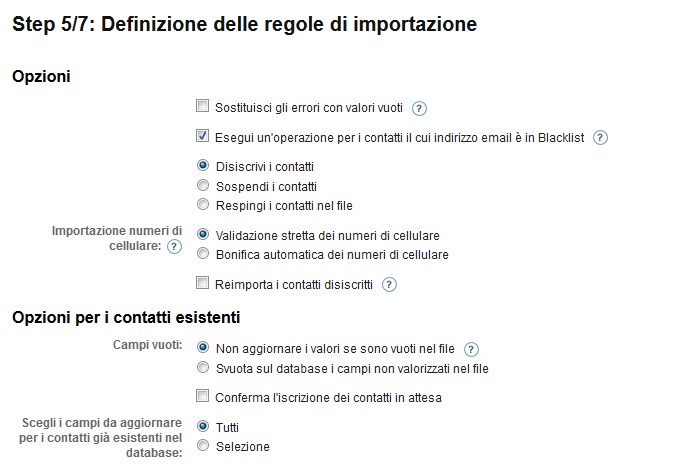 Step 5/7: Definizione delle regole di importazione
Opzioni
Sostituisci gli errori con valori vuoti ?
Esegui un'operazione per i contatti il cui indirizzo email è in Blacklist ?
Disiscrivi i contatti
Sospendi i contatti
Respingi i contatti nel file
Importazione numeri di
cellulare: ?
Validazione stretta dei numeri di cellulare
Bonifica automatica dei numeri di cellulare
Reimporta i contatti disiscritti ?
Opzioni per i contatti esistenti
Campi vuoti:
Non aggiornare i valori se sono vuoti nel file ?
Svuota sul database i campi non valorizzati nel file
Conferma l'iscrizione dei contatti in attesa
Scegli i campi da aggiornare
per i contatti già esistenti nel
database:
Tutti
Selezione